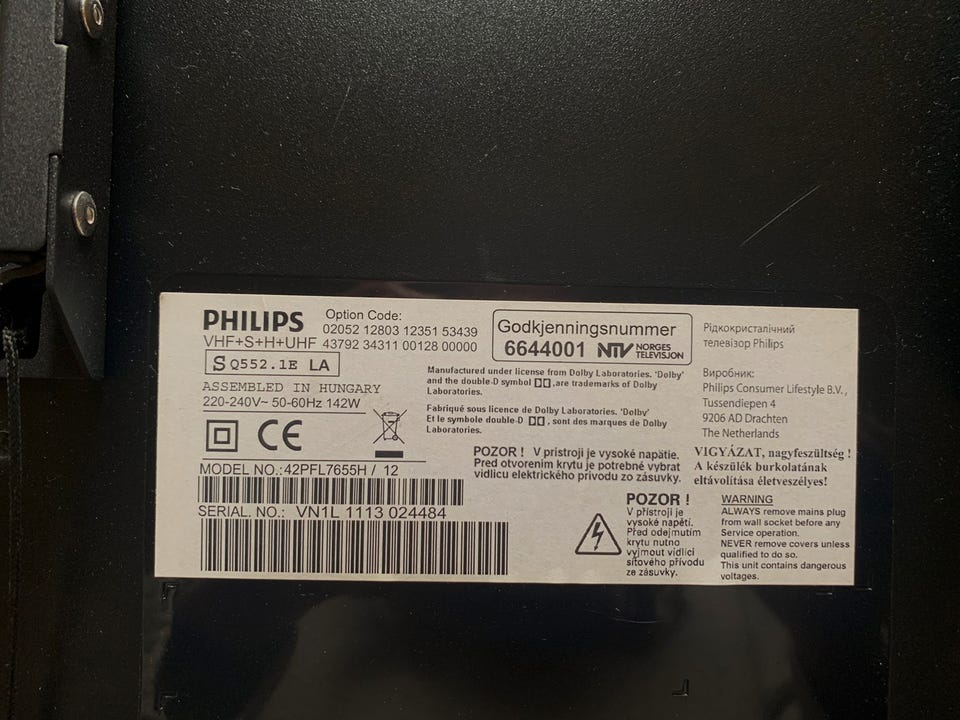 PHILIPS
VHF+S+H+UHF
Option Code:
02052 12803 12351 53439
43792 34311 00128 00000
S Q552.1E LA
ASSEMBLED IN HUNGARY
220-240V~ 50-60Hz 142W
CE
MODEL NO.: 42PFL7655H / 12
SERIAL. NO.: VN1L 1113 024484
Godkjenningsnummer
6644001 NTV NORGES
TELEVISJON
Manufactured under license from Dolby Laboratories. 'Dolby'
and the double-D symbol ,are trademarks of Dolby
Laboratories.
Fabriqué sous licence de Dolby Laboratories. 'Dolby'
Et le symbole double-D , sont des marques de Dolby
Laboratories.
POZOR ! V prístroji je vysoké napätie.
Pred otvorením krytu je potrebné vybrat
vidlicu elektrického prívodu zo zásuvky.
POZOR !
V přístroji je
vysoké napětí.
Před odejmutím
krytu nutno
vyjmout vidlici
síťového přívodu
ze zásuvky.
Рідкокристалічний
телевізор Philips
Виробник:
Philips Consumer Lifestyle B.V.,
Tussendiepen 4
9206 AD Drachten
The Netherlands
VIGYÁZAT, nagyfeszültség !
A készülék burkolatának
eltávolítása életveszélyes!
WARNING
ALWAYS remove mains plug
from wall socket before any
Service operation.
NEVER remove covers unless
qualified to do so.
This unit contains dangerous
voltages.